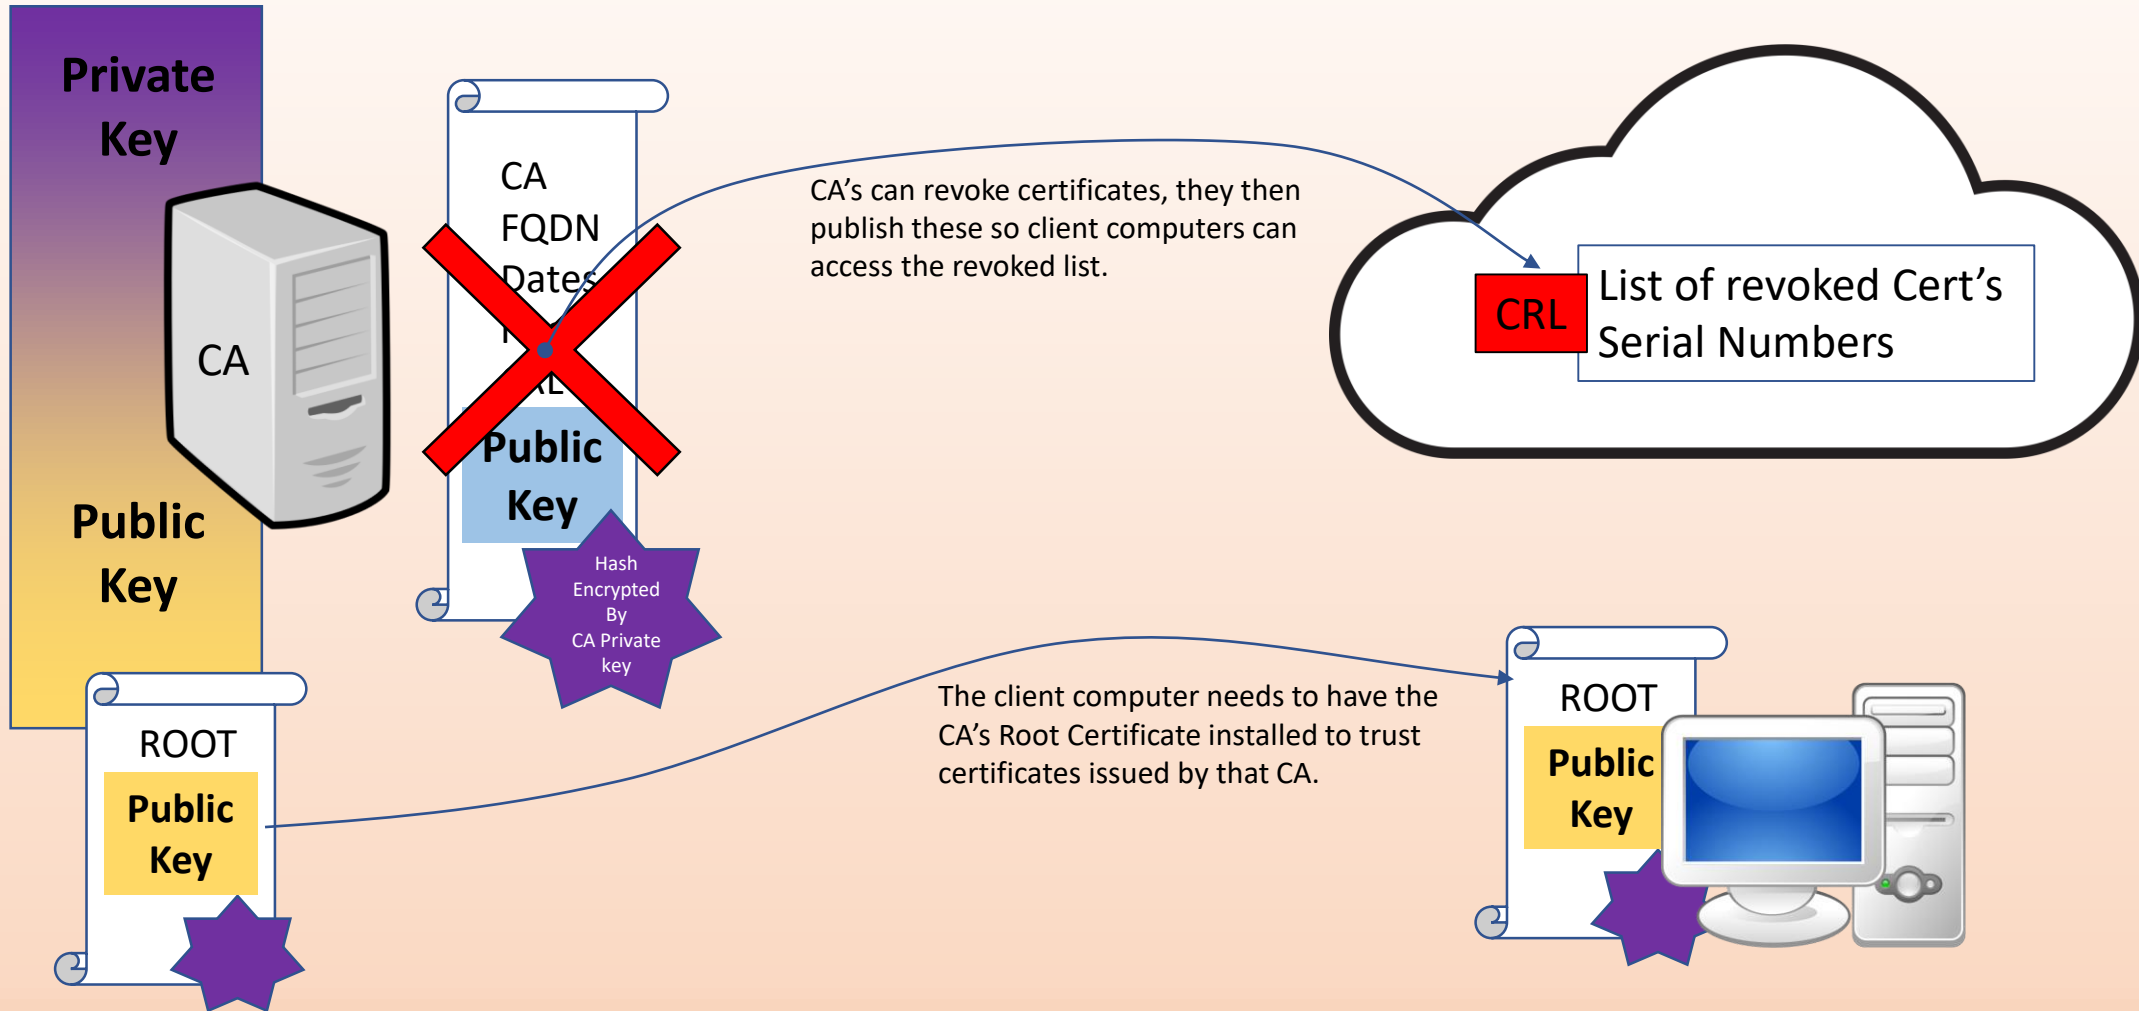 Private
Key
CA
Public
Key
ROOT
Public
Key
CA
FQDN
Dates
Public
Key
Hash
Encrypted
By
CA Private
key
CA's can revoke certificates, they then
publish these so client computers can
access the revoked list.
CRL
List of revoked Cert's
Serial Numbers
The client computer needs to have the
CA's Root Certificate installed to trust
certificates issued by that CA.
ROOT
Public
Key